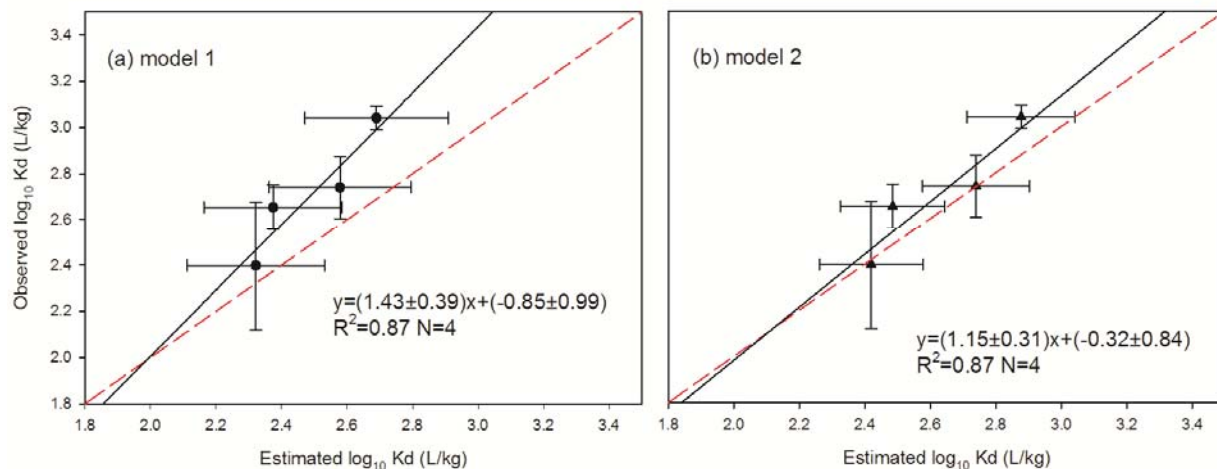 (a) model 1
y=(1.43±0.39)x+(-0.85±0.99)
R²=0.87 N=4
Observed log₁₀ Kd (L/kg)
3.4
3.2
3.0
2.8
2.6
2.4
2.2
2.0
1.8
1.8 2.0 2.2 2.4 2.6 2.8 3.0 3.2 3.4
Estimated log₁₀ Kd (L/kg)
(b) model 2
y=(1.15±0.31)x+(-0.32±0.84)
R²=0.87 N=4
1.8 2.0 2.2 2.4 2.6 2.8 3.0 3.2 3.4
Estimated log₁₀ Kd (L/kg)